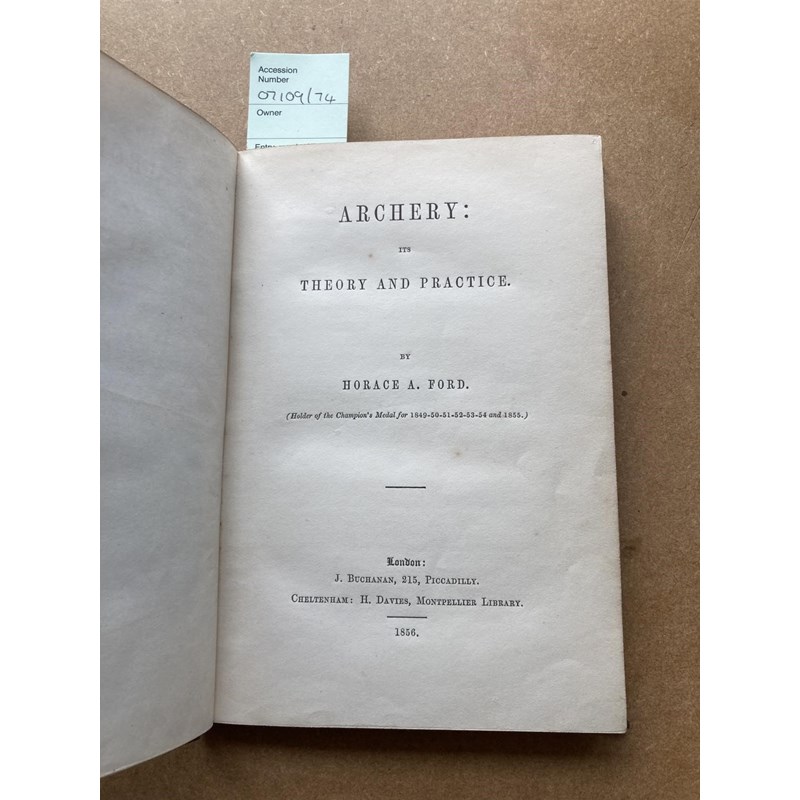 Accession
Number
07109/74
Owner
ARCHERY:
ITS
THEORY AND PRACTICE.
BY
HORACE A. FORD.
(Holder of the Champion's Medal for 1849-50-51-52-53-54 and 1855.)
London:
J. BUCHANAN, 215, PICCADILLY.
CHELTENHAM: H. DAVIES, MONTPELLIER LIBRARY.
1856.